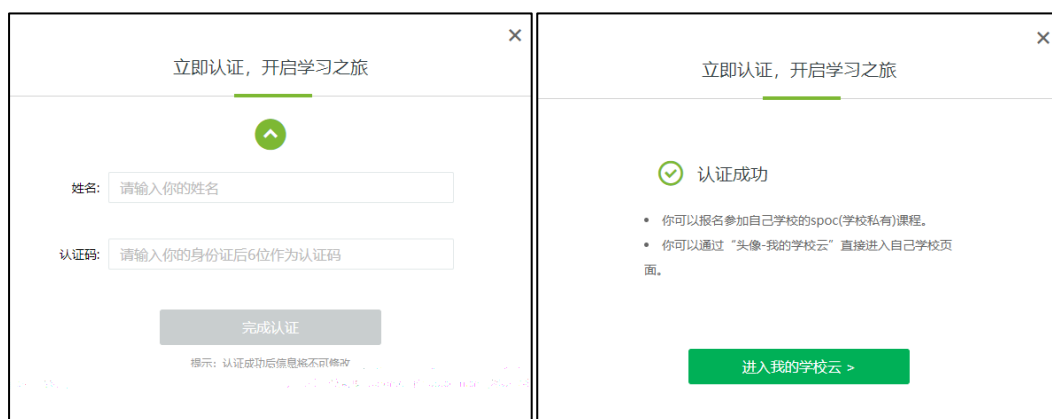 立即认证，开启学习之旅
姓名: 请输入你的姓名
认证码: 请输入你的身份证后6位作为认证码
完成认证
提示：认证成功后信息将不可修改
立即认证，开启学习之旅
认证成功
• 你可以报名参加自己学校的spoc(学校私有)课程。
• 你可以通过“头像-我的学校云”直接进入自己学校页
面。
进入我的学校云 >